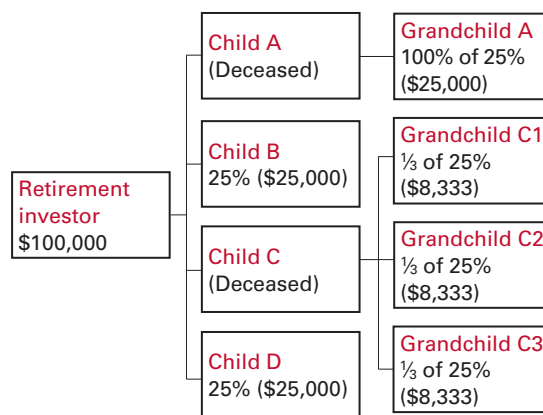 Retirement
investor
$100,000
Child A
(Deceased)
Child B
25% ($25,000)
Child C
(Deceased)
Child D
25% ($25,000)
Grandchild A
100% of 25%
($25,000)
Grandchild C1
⅓ of 25%
($8,333)
Grandchild C2
⅓ of 25%
($8,333)
Grandchild C3
⅓ of 25%
($8,333)